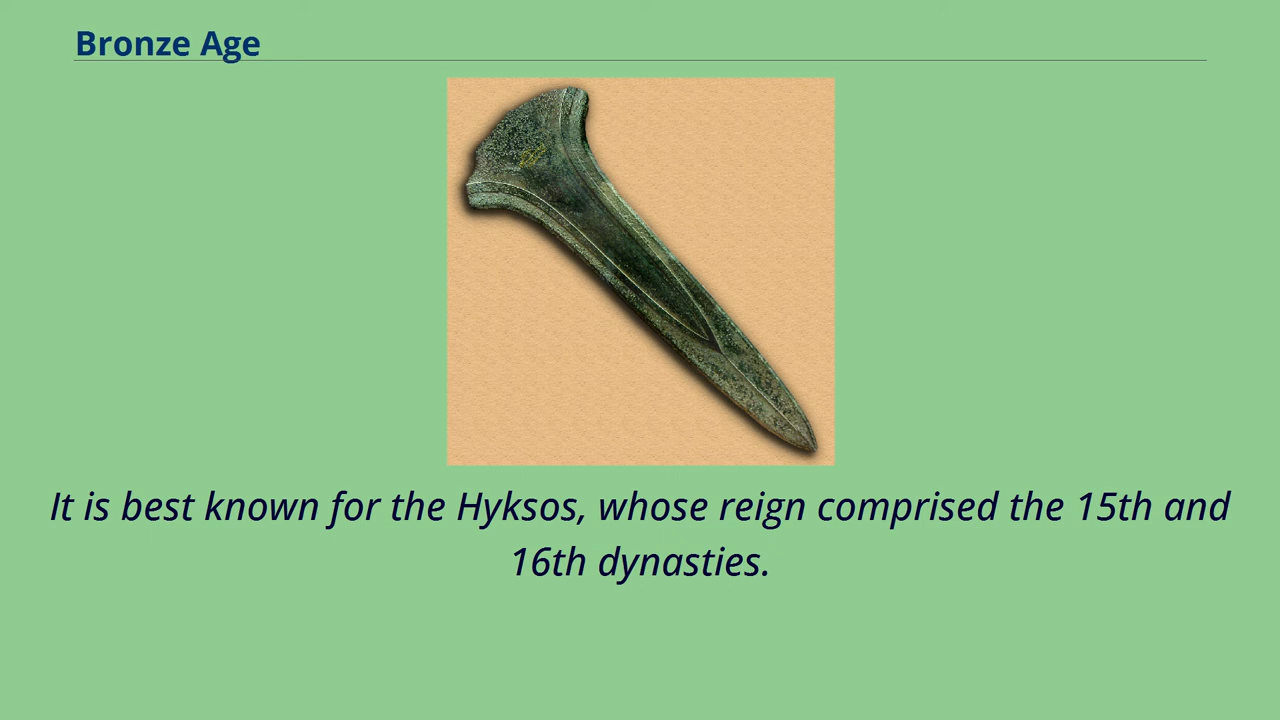 Bronze Age
It is best known for the Hyksos, whose reign comprised the 15th and
16th dynasties.